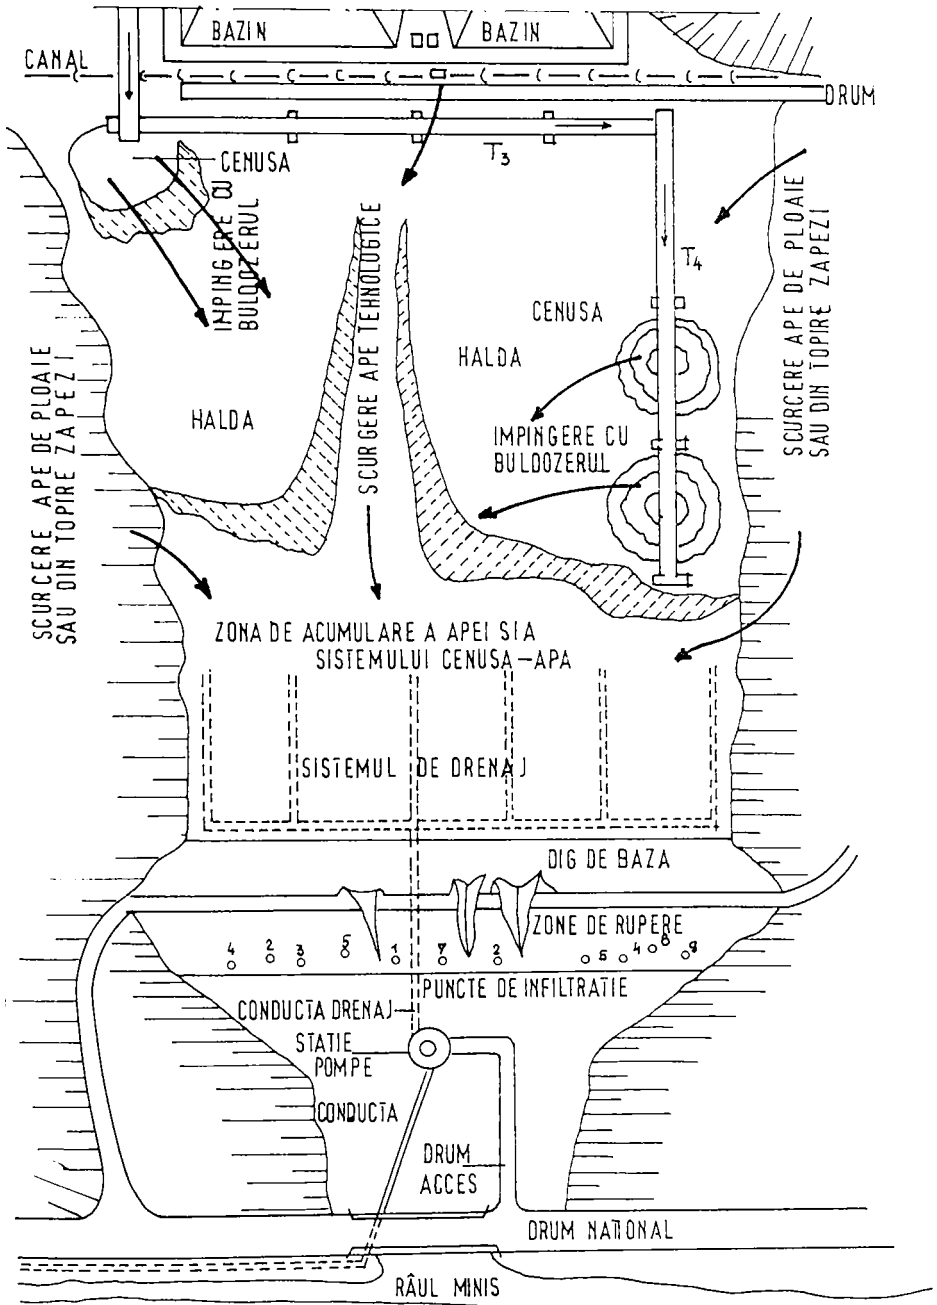 BAZIN
BAZIN
CANAL
DRUM
T3
CENUSA
IMPINGERE CU
BULDOZERUL
SCURGERE APE TEHNOLOGICE
T4
SCURCERE APE DE PLOAIE
SAU DIN TOPIRE ZAPEZI
CENUSA
HALDA
HALDA
IMPINGERE CU
BULDOZERUL
SCURCERE APE DE PLOAIE
SAU DIN TOPIRE ZAPEZI
ZONA DE ACUMULARE A APEI SI A
SISTEMULUI CENUSA-APA
SISTEMUL DE DRENAJ
DIG DE BAZA
ZONE DE RUPERE
4 2 3 5 1 7 2 5 4 8 9
PUNCTE DE INFILTRATIE
CONDUCTA DRENAJ
STATIE
POMPE
CONDUCTA
DRUM
ACCES
DRUM NATIONAL
RÂUL MINIS